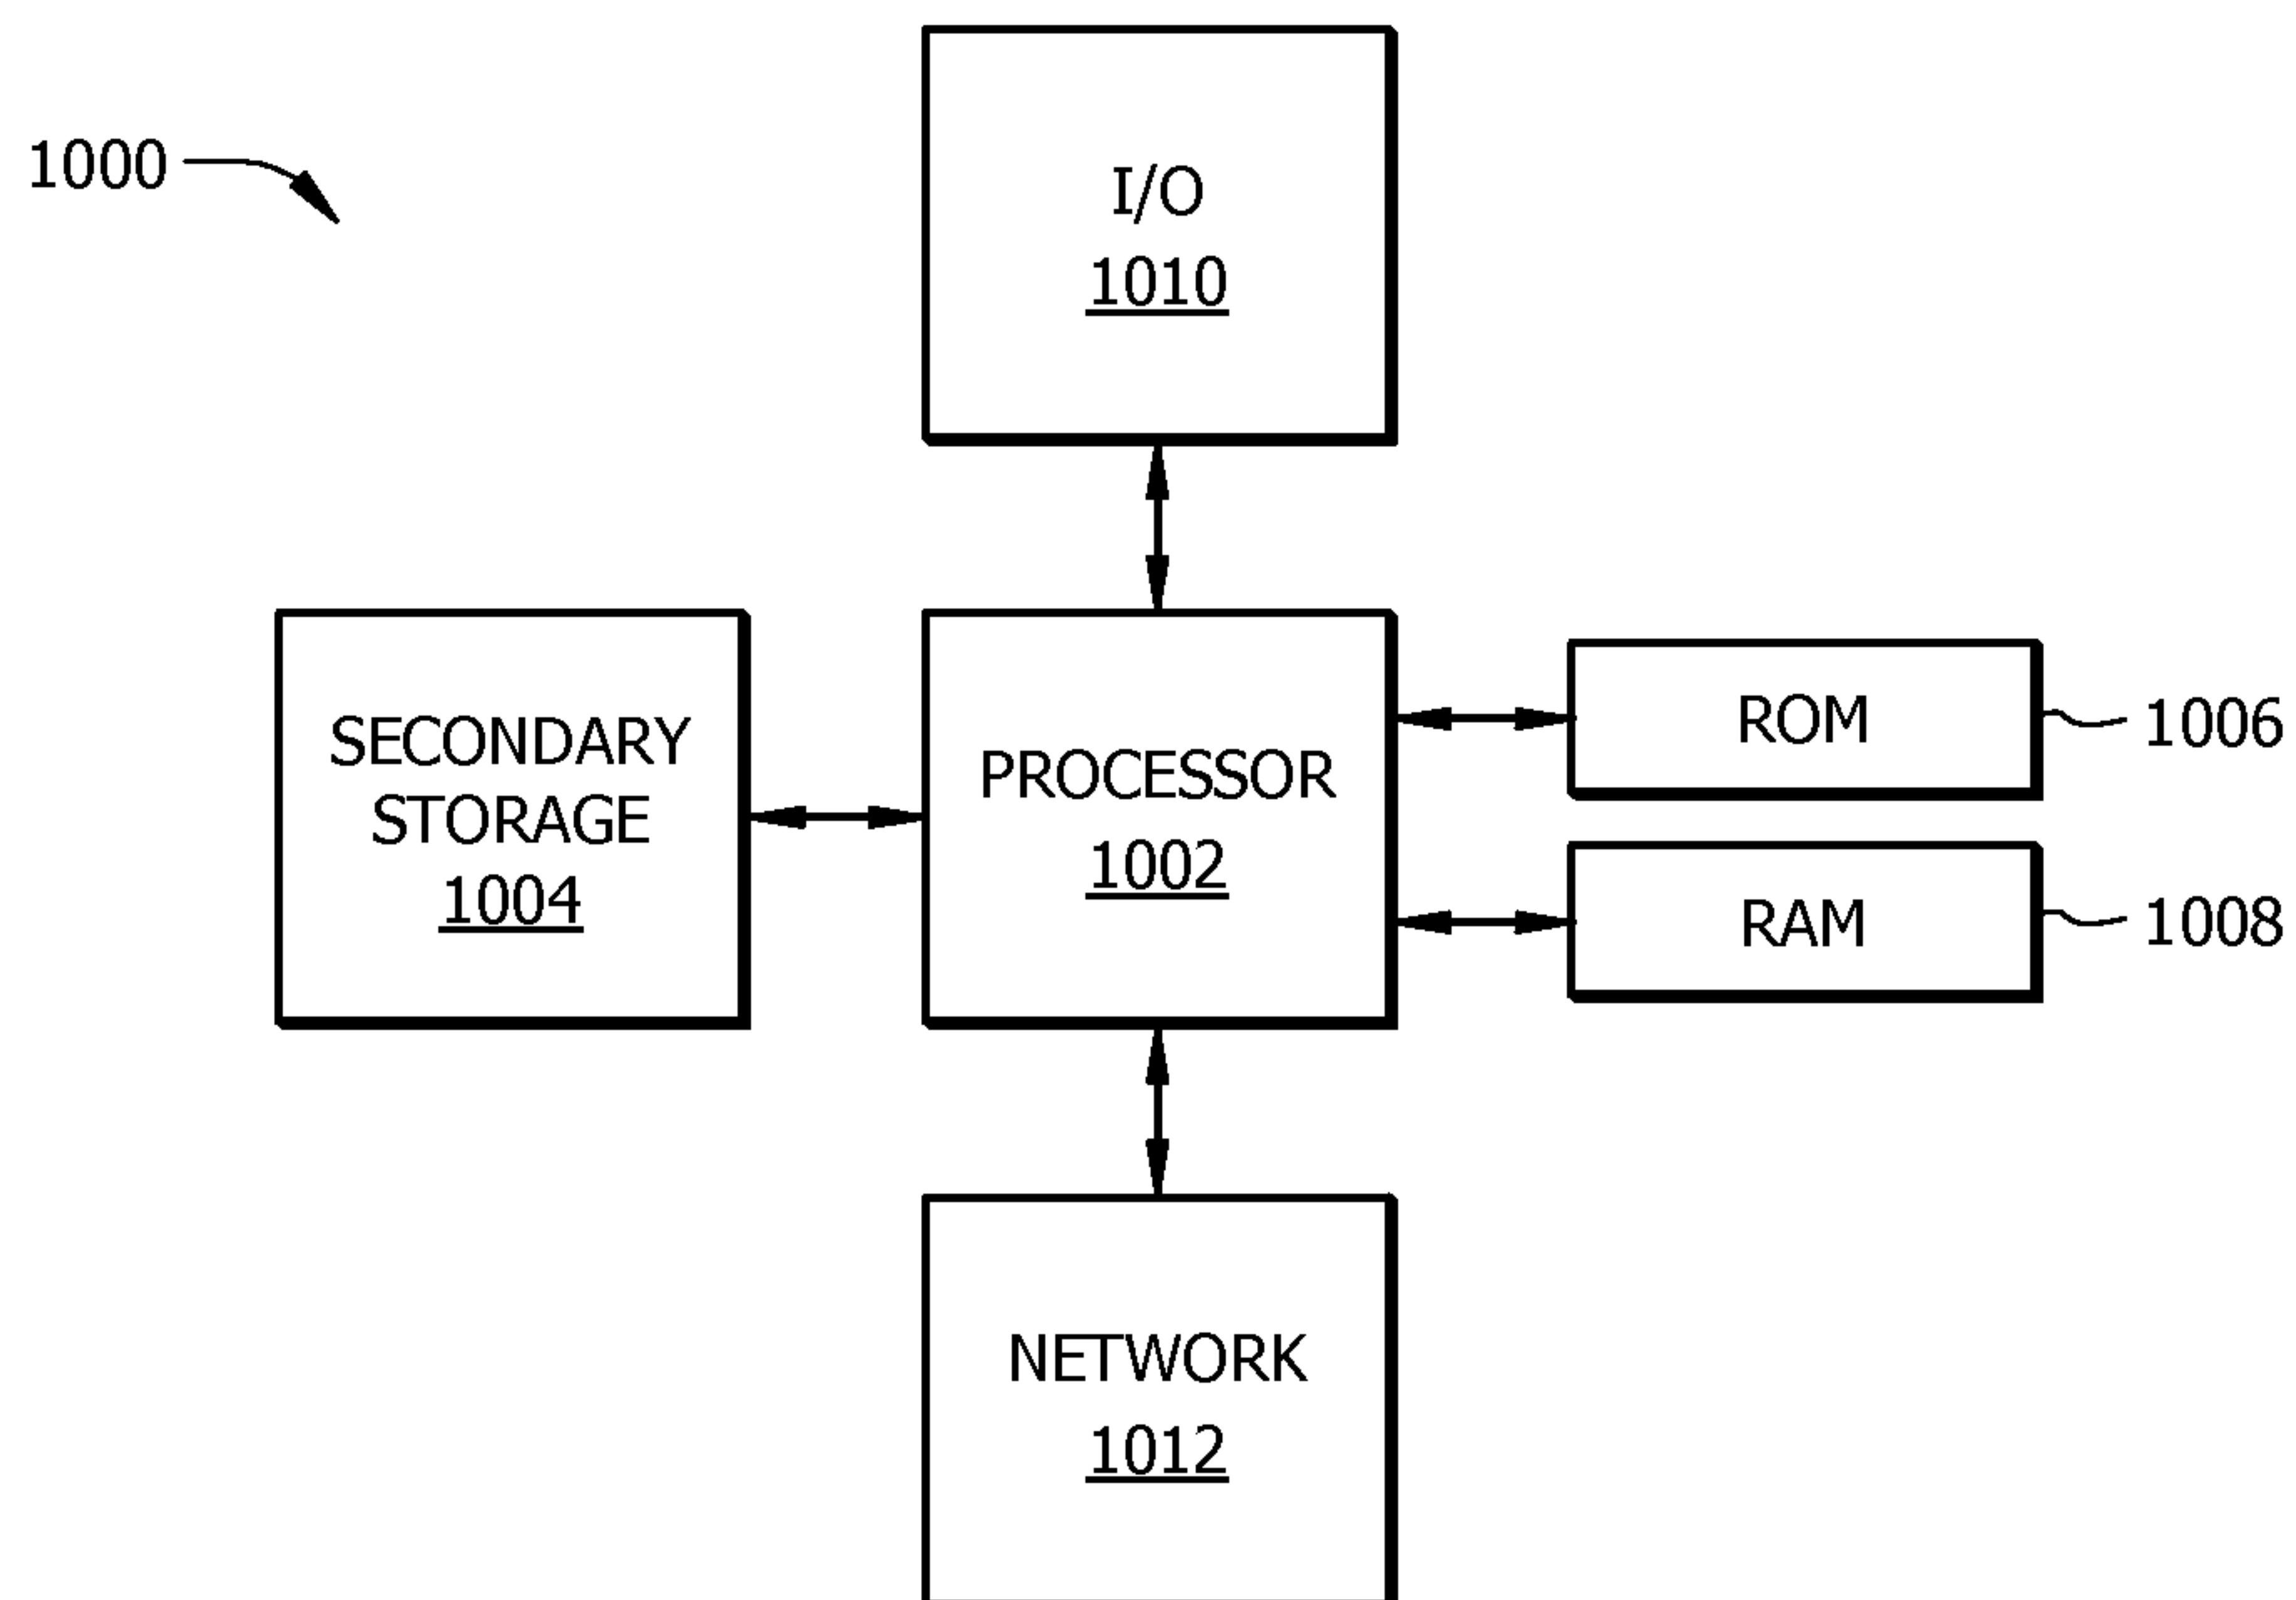 1000
I/O
1010
SECONDARY
STORAGE
1004
PROCESSOR
1002
ROM
1006
RAM
1008
NETWORK
1012